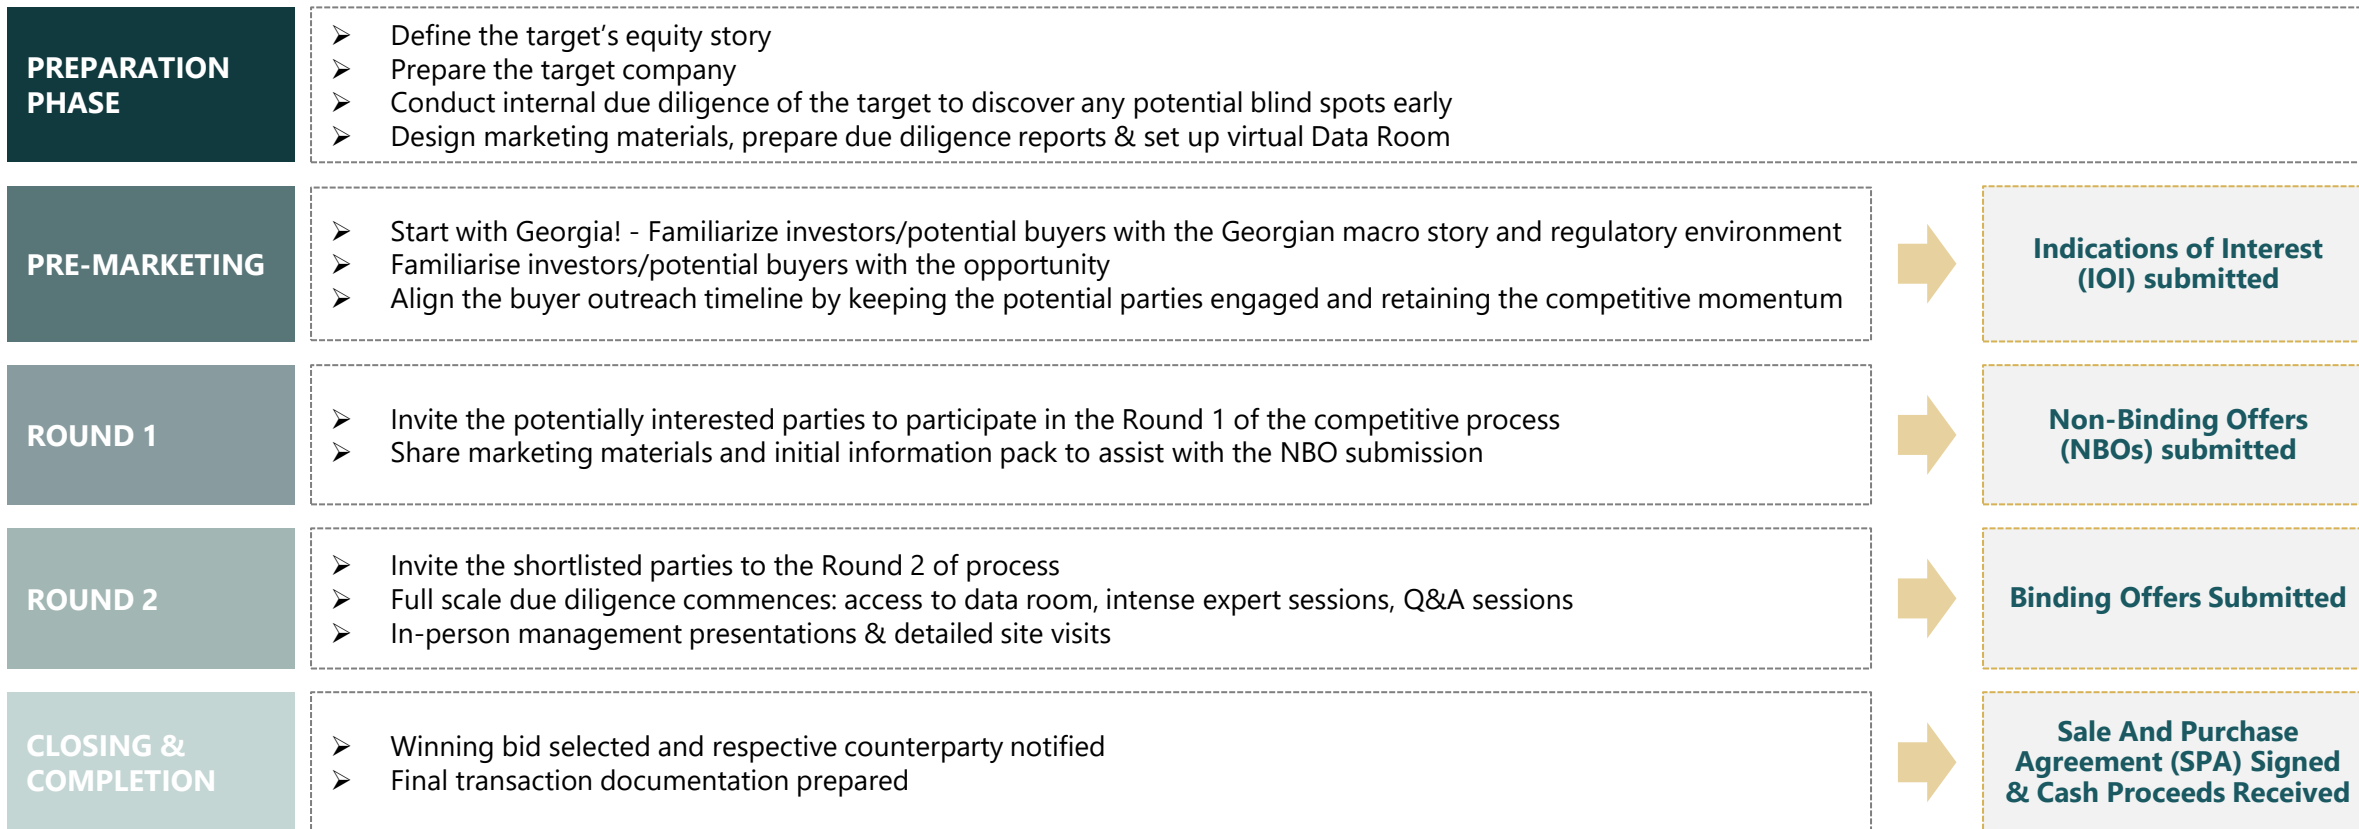 PREPARATION
PHASE
➢ Define the target's equity story
➢ Prepare the target company
➢ Conduct internal due diligence of the target to discover any potential blind spots early
➢ Design marketing materials, prepare due diligence reports & set up virtual Data Room
PRE-MARKETING
➢ Start with Georgia! - Familiarize investors/potential buyers with the Georgian macro story and regulatory environment
➢ Familiarise investors/potential buyers with the opportunity
➢ Align the buyer outreach timeline by keeping the potential parties engaged and retaining the competitive momentum
Indications of Interest
(IOI) submitted
ROUND 1
➢ Invite the potentially interested parties to participate in the Round 1 of the competitive process
➢ Share marketing materials and initial information pack to assist with the NBO submission
Non-Binding Offers
(NBOs) submitted
ROUND 2
➢ Invite the shortlisted parties to the Round 2 of process
➢ Full scale due diligence commences: access to data room, intense expert sessions, Q&A sessions
➢ In-person management presentations & detailed site visits
Binding Offers Submitted
CLOSING &
COMPLETION
➢ Winning bid selected and respective counterparty notified
➢ Final transaction documentation prepared
Sale And Purchase
Agreement (SPA) Signed
& Cash Proceeds Received